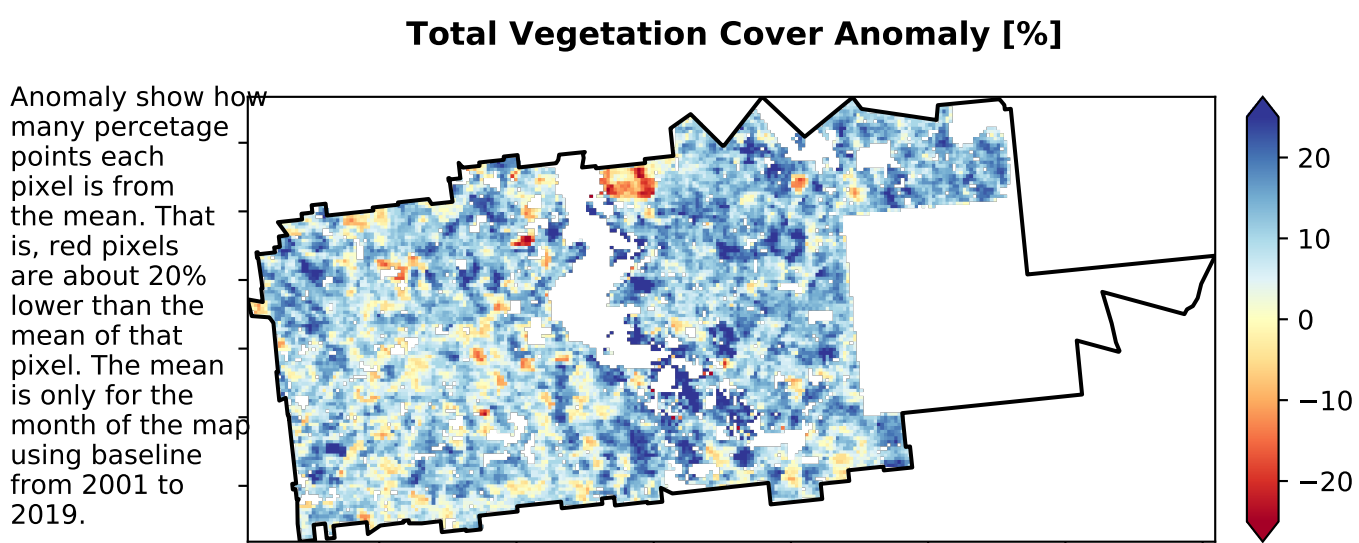 Total Vegetation Cover Anomaly [%]
Anomaly show how
many percetage
points each
pixel is from
the mean. That
is, red pixels
are about 20%
lower than the
mean of that
pixel. The mean
is only for the
month of the map
using baseline
from 2001 to
2019.
20
10
0
−10
−20